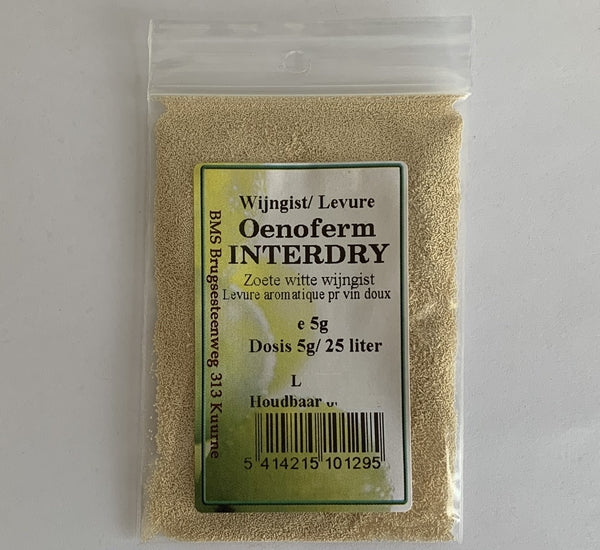 Wijngist/ Levure
Oenoferm
INTERDRY
Zoete witte wijngist
Levure aromatique pr vin doux
e 5g
Dosis 5g/ 25 liter
L
Houdbaar
5 414215 101295
BMS Brugsesteenweg 313 Kuurne